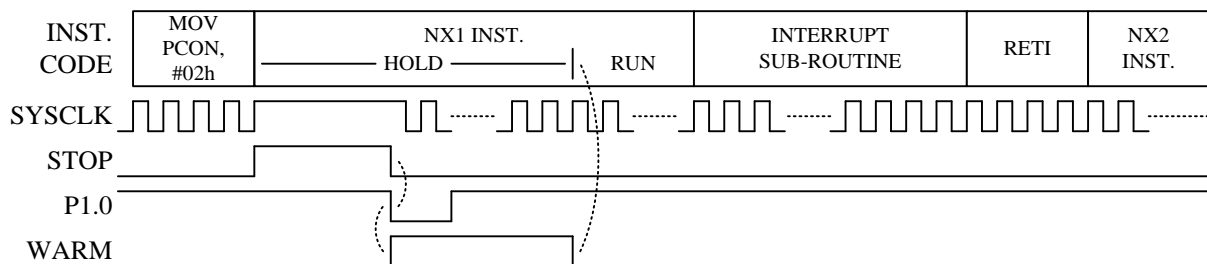 INST.
CODE
MOV
PCON,
#02h
NX1 INST.
HOLD
RUN
INTERRUPT
SUB-ROUTINE
RETI
NX2
INST.
SYSCLK
STOP
P1.0
WARM